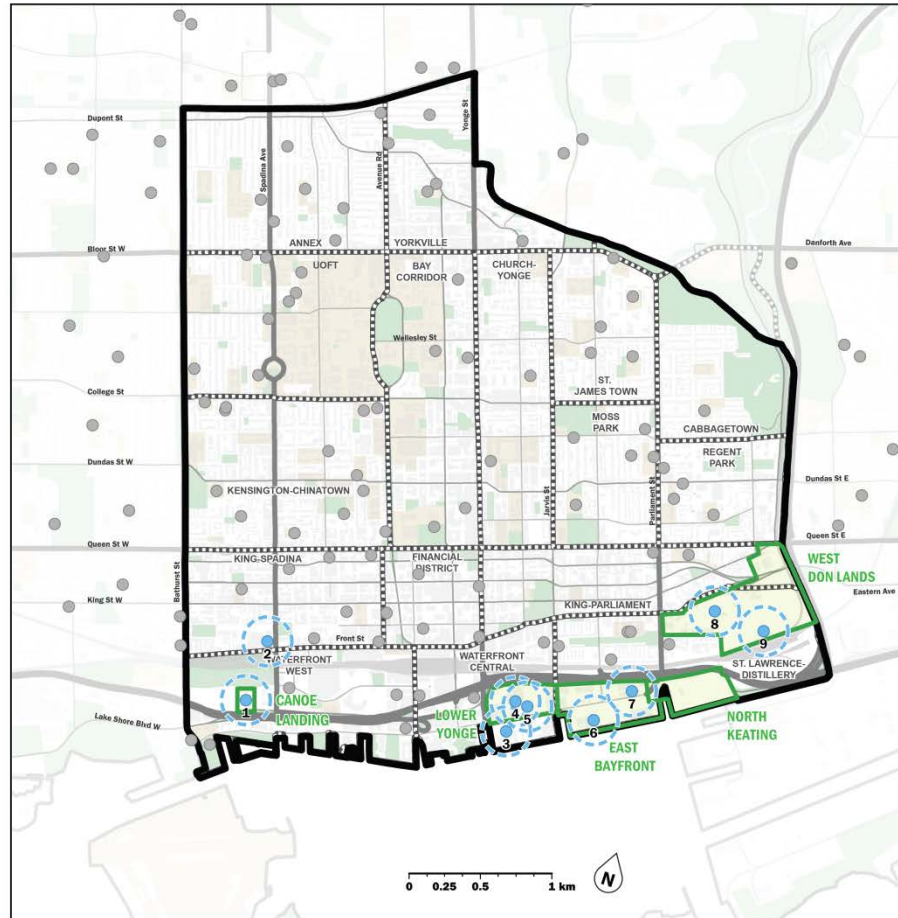 Dupont St
Spadina Ave
Avenue Rd
Yonge St
Bloor St W
ANNEX
YORKVILLE
Danforth Ave
UOFT
BAY
CORRIDOR
CHURCH-
YONGE
Wellesley St
College St
ST.
JAMES TOWN
MOSS
PARK
CABBAGETOWN
REGENT
PARK
Dundas St W
Dundas St E
KENSINGTON-CHINATOWN
Jarvis St
Parliament St
Queen St W
Queen St E
KING-SPADINA
FINANCIAL
DISTRICT
WEST
DON LANDS
Bathurst St
King St W
Eastern Ave
KING-PARLIAMENT
8
Front St
9
2
WATERFRONT
WEST
WATERFRONT
CENTRAL
ST. LAWRENCE-
DISTILLERY
1
CANOE
LANDING
Lake Shore Blvd W
LOWER
YONGE
4
5
3
7
6
EAST
BAYFRONT
NORTH
KEATING
0 0.25 0.5 1 km
N